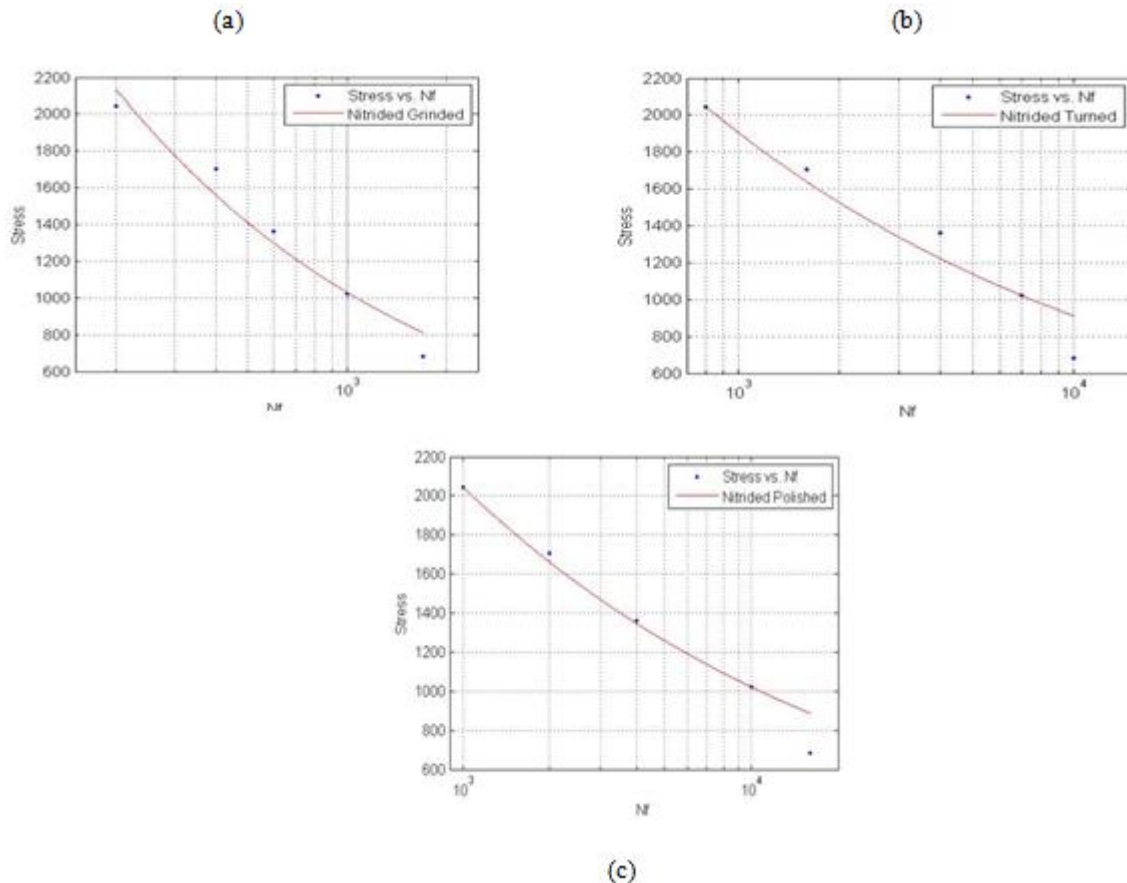 (a)
(b)
2200
2000
1800
1600
1400
1200
1000
800
600
Stress
Stress vs. Nf
Nitrided Grinded
10³
Nf
2200
2000
1800
1600
1400
1200
1000
800
600
Stress
Stress vs. Nf
Nitrided Turned
10³
10⁴
Nf
2200
2000
1800
1600
1400
1200
1000
800
600
Stress
Stress vs. Nf
Nitrided Polished
10³
10⁴
Nf
(c)